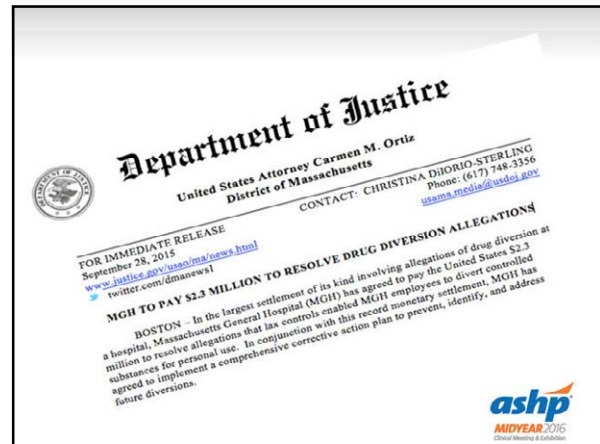 Department of Justice
United States Attorney Carmen M. Ortiz
District of Massachusetts
FOR IMMEDIATE RELEASE
September 28, 2015
www.justice.gov/usao/ma/news.html
twitter.com/dmanews1
CONTACT: CHRISTINA DiIORIO-STERLING
Phone: (617) 748-3356
usama.media@usdoj.gov
MGH TO PAY $2.3 MILLION TO RESOLVE DRUG DIVERSION ALLEGATIONS
BOSTON – In the largest settlement of its kind involving allegations of drug diversion at
a hospital, Massachusetts General Hospital (MGH) has agreed to pay the United States $2.3
million to resolve allegations that lax controls enabled MGH employees to divert controlled
substances for personal use. In conjunction with this record monetary settlement, MGH has
agreed to implement a comprehensive corrective action plan to prevent, identify, and address
future diversions.
ashp
MIDYEAR2016
Clinical Meeting & Exhibition